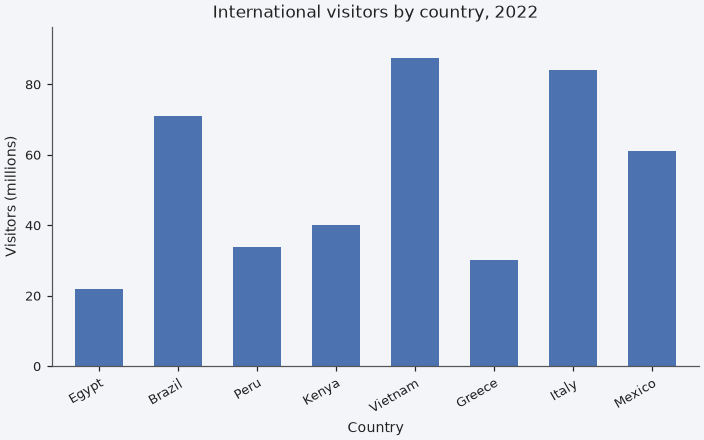 International visitors by country, 2022
Visitors (millions)
80
60
40
20
0
Egypt
Brazil
Peru
Kenya
Vietnam
Greece
Italy
Mexico
Country